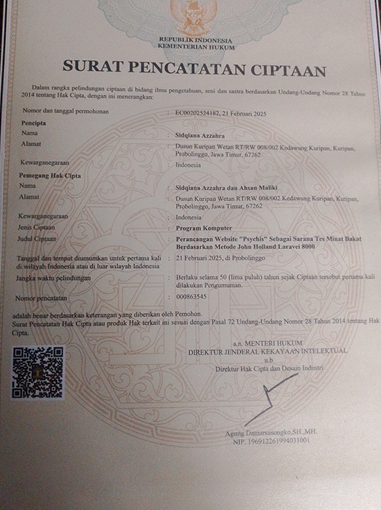 REPUBLIK INDONESIA
KEMENTERIAN HUKUM
SURAT PENCATATAN CIPTAAN
Dalam rangka pelindungan ciptaan di bidang ilmu pengetahuan, seni dan sastra berdasarkan Undang-Undang Nomor 28 Tahun
2014 tentang Hak Cipta, dengan ini menerangkan:
Nomor dan tanggal permohonan : EC00202524182, 21 Februari 2025
Pencipta
Nama : Sidqiana Azzahra
Alamat : Dusun Kuripan Wetan RT/RW 008/002 Kedawung Kuripan, Kuripan,
Probolinggo, Jawa Timur, 67262
Kewarganegaraan : Indonesia
Pemegang Hak Cipta
Nama : Sidqiana Azzahra dan Ahsan Maliki
Alamat : Dusun Kuripan Wetan RT/RW 008/002 Kedawung Kuripan, Kuripan,
Probolinggo, Jawa Timur, 67262
Kewarganegaraan : Indonesia
Jenis Ciptaan : Program Komputer
Judul Ciptaan : Perancangan Website "Psychis" Sebagai Sarana Tes Minat Bakat
Berdasarkan Metode John Holland Laravel 8000
Tanggal dan tempat diumumkan untuk pertama kali : 21 Februari 2025, di Probolinggo
di wilayah Indonesia atau di luar wilayah Indonesia
Jangka waktu pelindungan : Berlaku selama 50 (lima puluh) tahun sejak Ciptaan tersebut pertama kali
dilakukan Pengumuman.
Nomor pencatatan : 000863545
adalah benar berdasarkan keterangan yang diberikan oleh Pemohon.
Surat Pencatatan Hak Cipta atau produk Hak terkait ini sesuai dengan Pasal 72 Undang-Undang Nomor 28 Tahun 2014 tentang Hak
Cipta.
a.n. MENTERI HUKUM
DIREKTUR JENDERAL KEKAYAAN INTELEKTUAL
u.b
Direktur Hak Cipta dan Desain Industri
Agung Damarsasongko,SH.,MH.
NIP. 196912261994031001